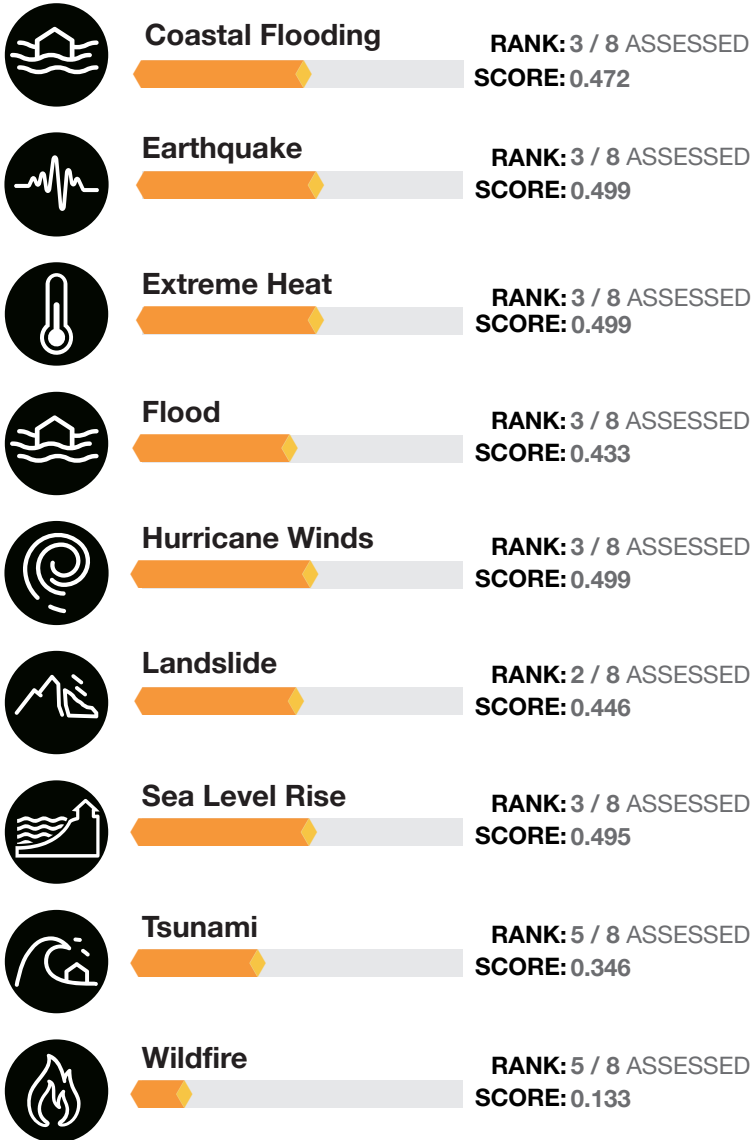 Coastal Flooding
RANK: 3 / 8 ASSESSED
SCORE: 0.472
Earthquake
RANK: 3 / 8 ASSESSED
SCORE: 0.499
Extreme Heat
RANK: 3 / 8 ASSESSED
SCORE: 0.499
Flood
RANK: 3 / 8 ASSESSED
SCORE: 0.433
Hurricane Winds
RANK: 3 / 8 ASSESSED
SCORE: 0.499
Landslide
RANK: 2 / 8 ASSESSED
SCORE: 0.446
Sea Level Rise
RANK: 3 / 8 ASSESSED
SCORE: 0.495
Tsunami
RANK: 5 / 8 ASSESSED
SCORE: 0.346
Wildfire
RANK: 5 / 8 ASSESSED
SCORE: 0.133